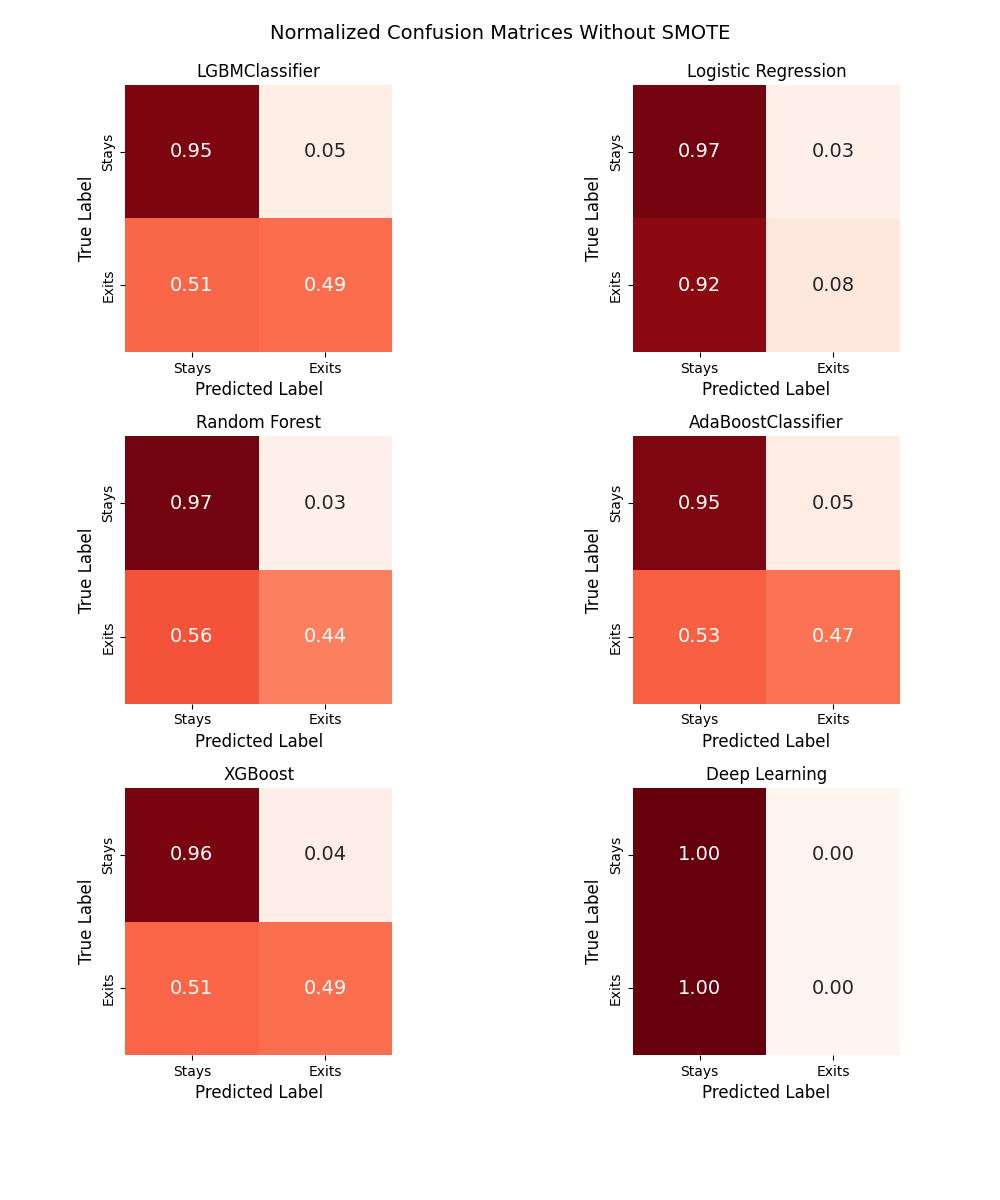 Normalized Confusion Matrices Without SMOTE
LGBMClassifier
Stays
Exits
True Label
0.95 0.05
0.51 0.49
Stays Exits
Predicted Label
Logistic Regression
Stays
Exits
True Label
0.97 0.03
0.92 0.08
Stays Exits
Predicted Label
Random Forest
Stays
Exits
True Label
0.97 0.03
0.56 0.44
Stays Exits
Predicted Label
AdaBoostClassifier
Stays
Exits
True Label
0.95 0.05
0.53 0.47
Stays Exits
Predicted Label
XGBoost
Stays
Exits
True Label
0.96 0.04
0.51 0.49
Stays Exits
Predicted Label
Deep Learning
Stays
Exits
True Label
1.00 0.00
1.00 0.00
Stays Exits
Predicted Label